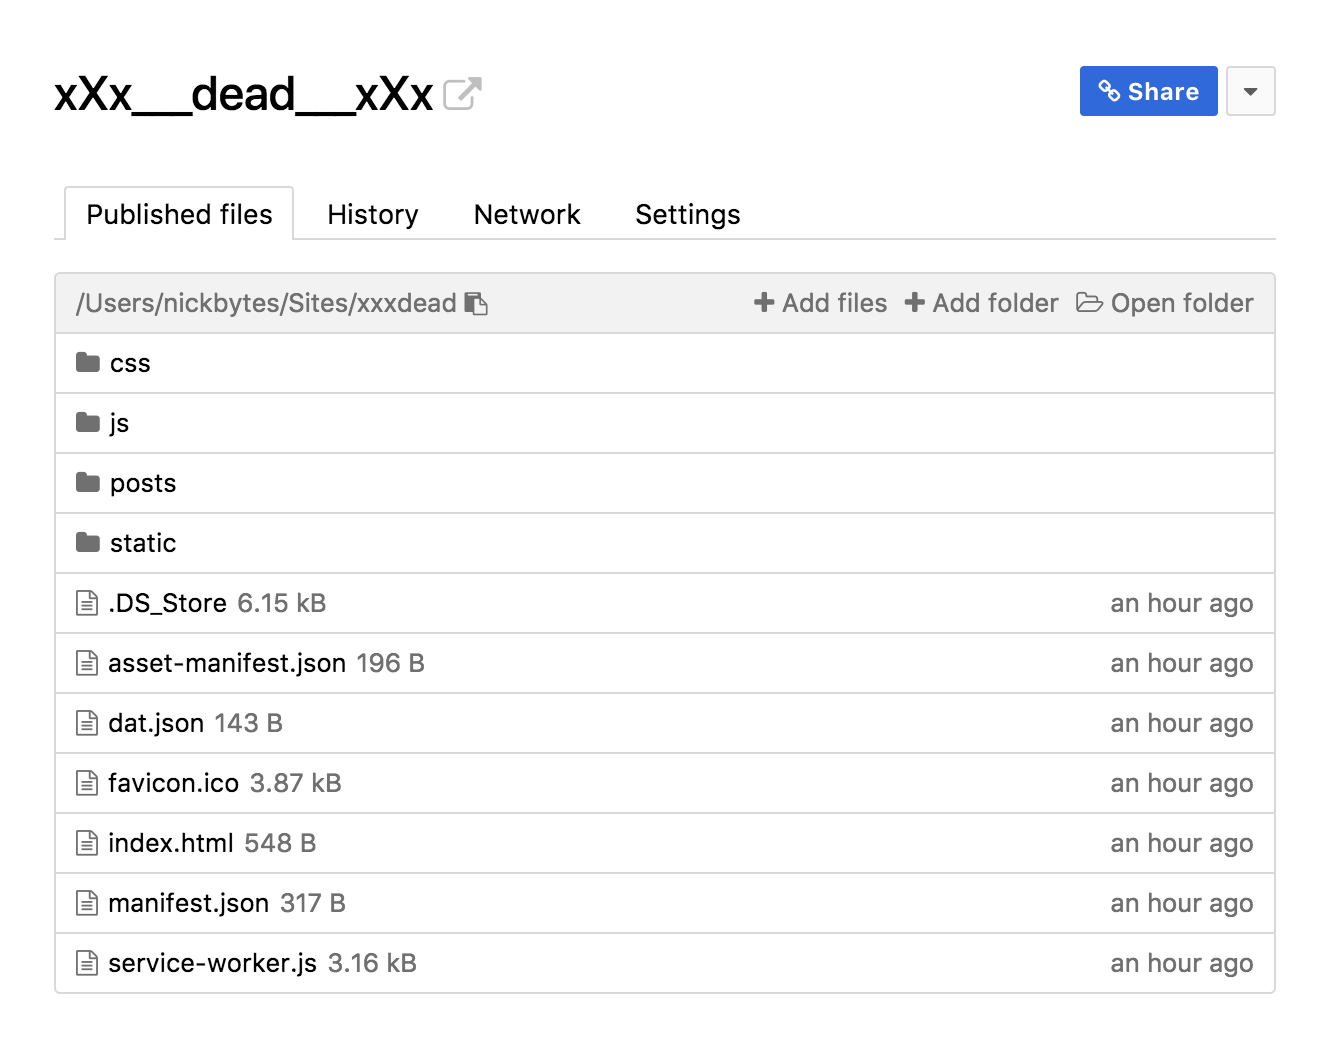 xXx__dead__xXx
Share
Published files History Network Settings
/Users/nickbytes/Sites/xxxdead Add files Add folder Open folder
css
js
posts
static
.DS_Store 6.15 kB an hour ago
asset-manifest.json 196 B an hour ago
dat.json 143 B an hour ago
favicon.ico 3.87 kB an hour ago
index.html 548 B an hour ago
manifest.json 317 B an hour ago
service-worker.js 3.16 kB an hour ago